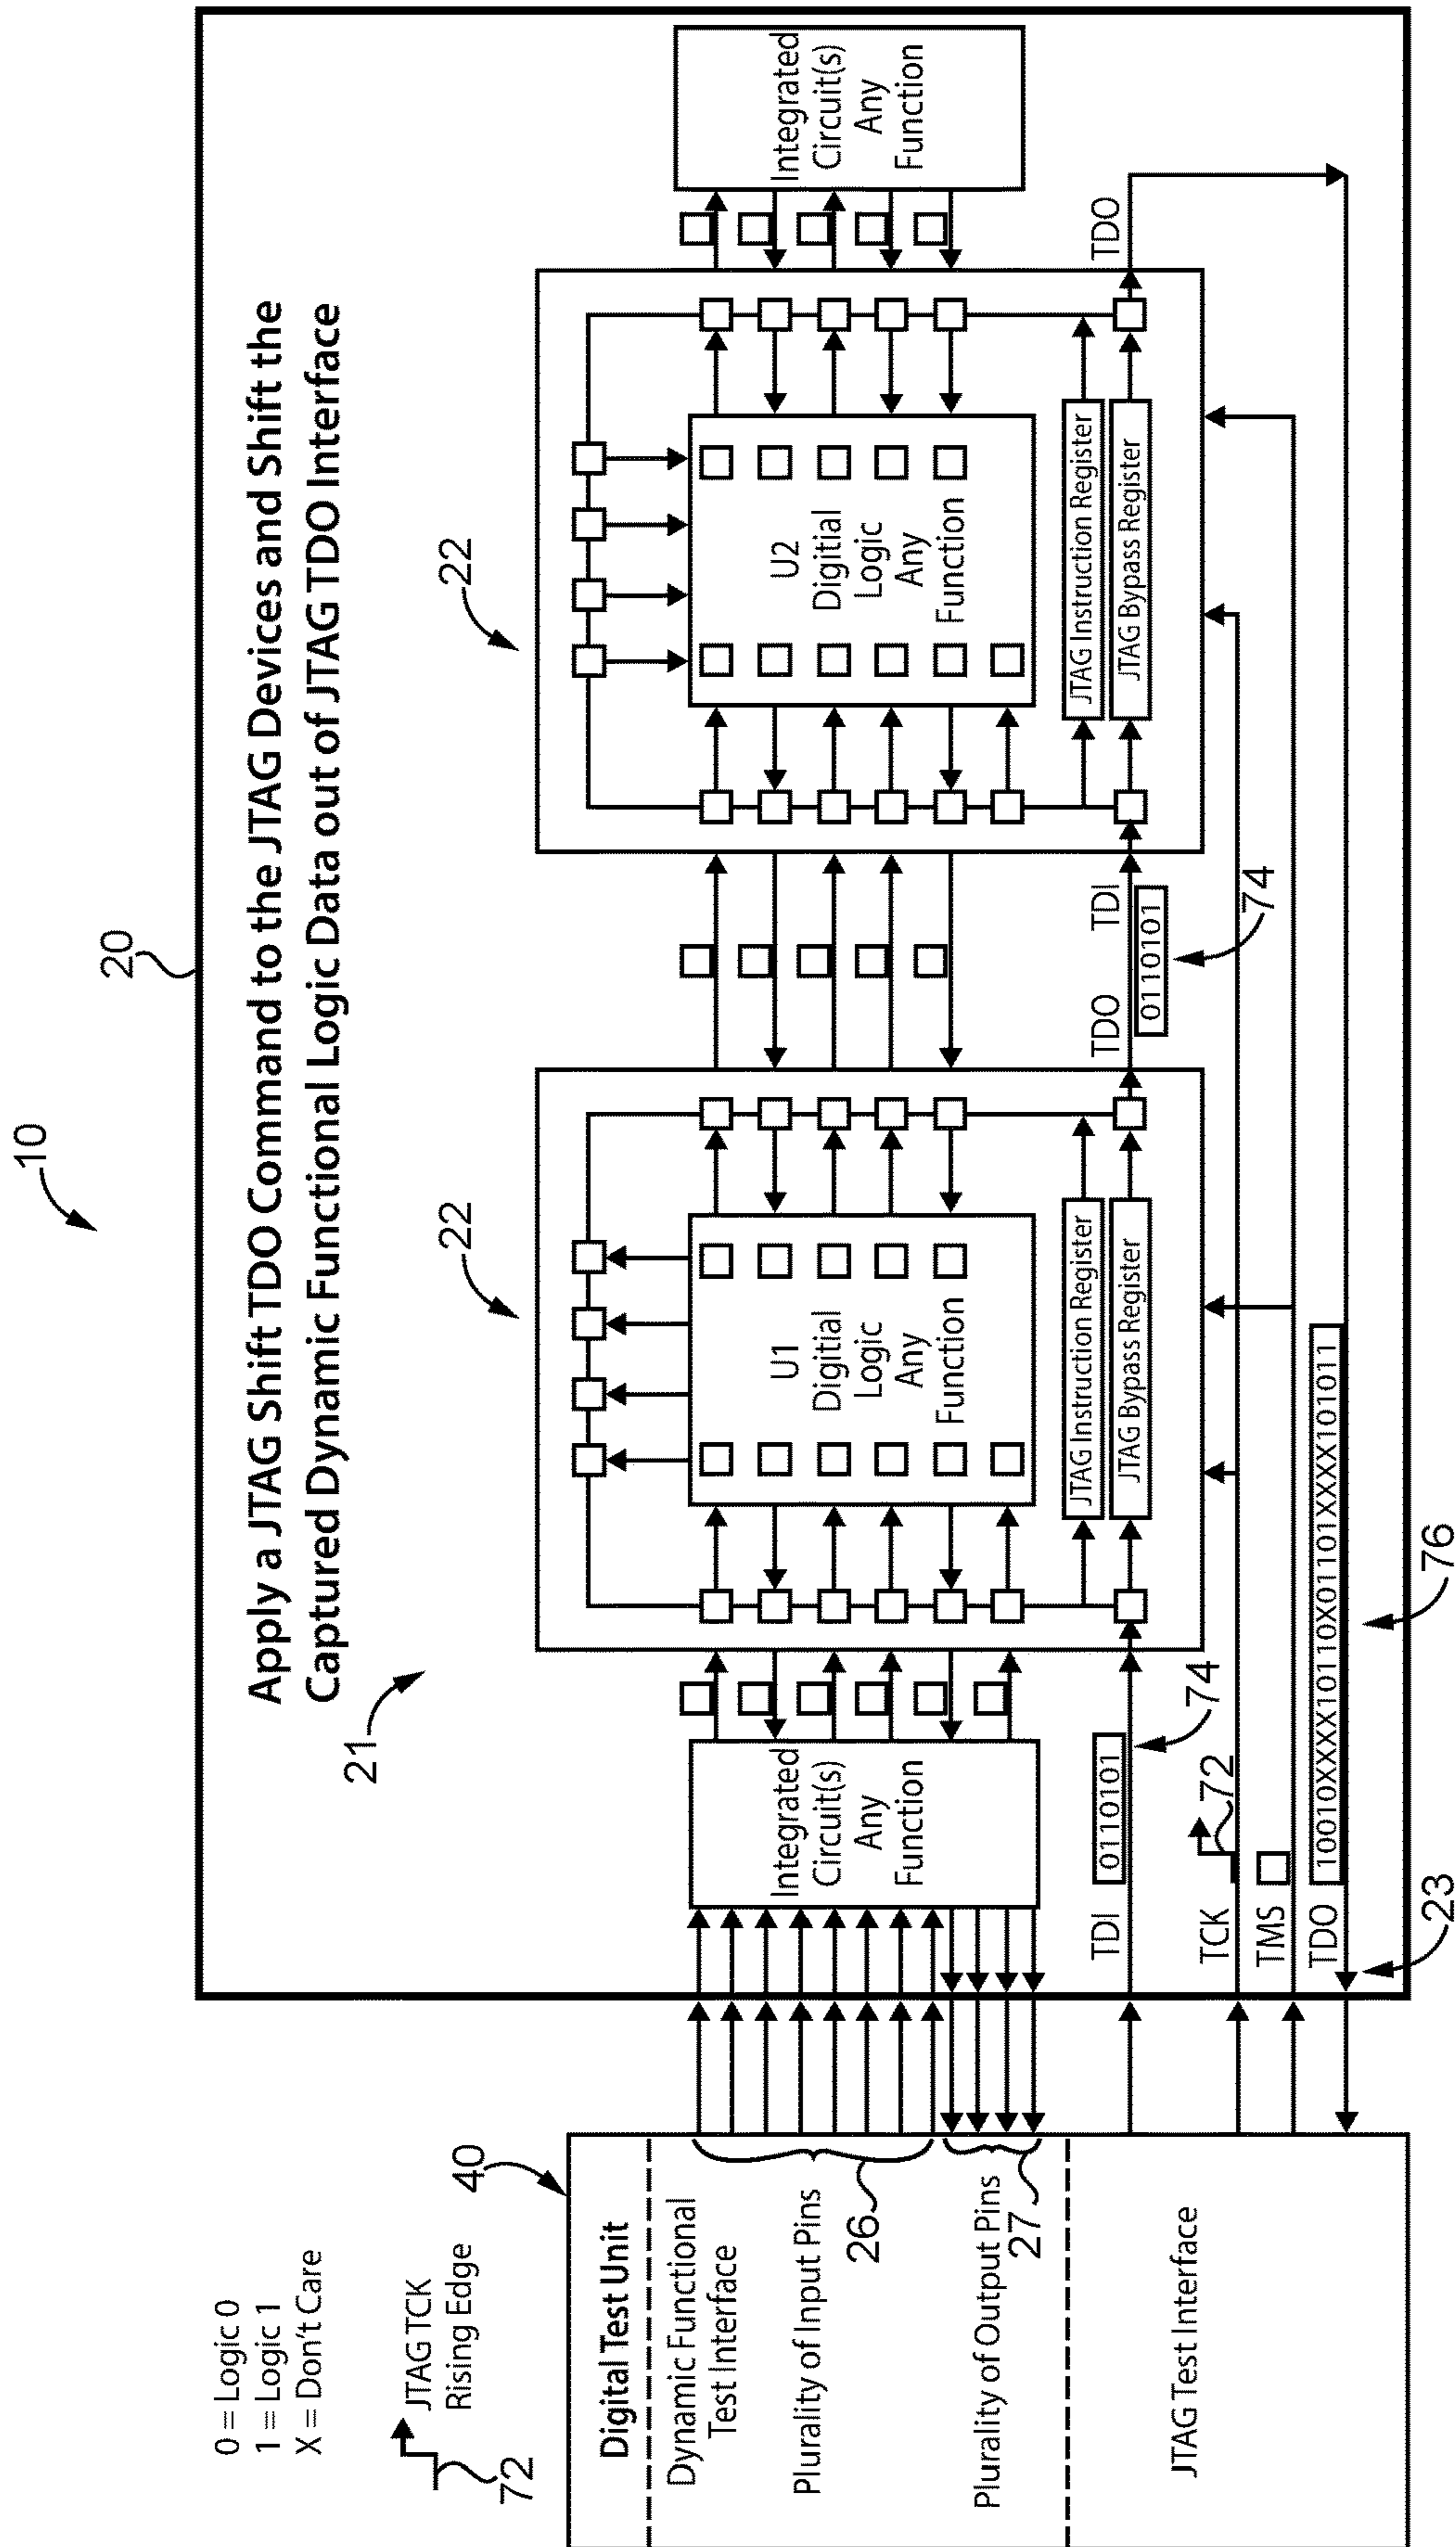 10
20
Apply a JTAG Shift TDO Command to the JTAG Devices and Shift the
Captured Dynamic Functional Logic Data out of JTAG TDO Interface
0 = Logic 0
1 = Logic 1
X = Don't Care
JTAG TCK
Rising Edge
72
40
Digital Test Unit
Dynamic Functional
Test Interface
Plurality of Input Pins
26
Plurality of Output Pins
27
JTAG Test Interface
21
Integrated
Circuit(s)
Any
Function
22
U1
Digitial
Logic
Any
Function
JTAG Instruction Register
JTAG Bypass Register
22
U2
Digitial
Logic
Any
Function
JTAG Instruction Register
JTAG Bypass Register
Integrated
Circuit(s)
Any
Function
TDI
0110101
74
TDO
TDI
0110101
74
TDO
TCK
72
TMS
TDO
10010XXXX10110X01101XXXX101011
23
76